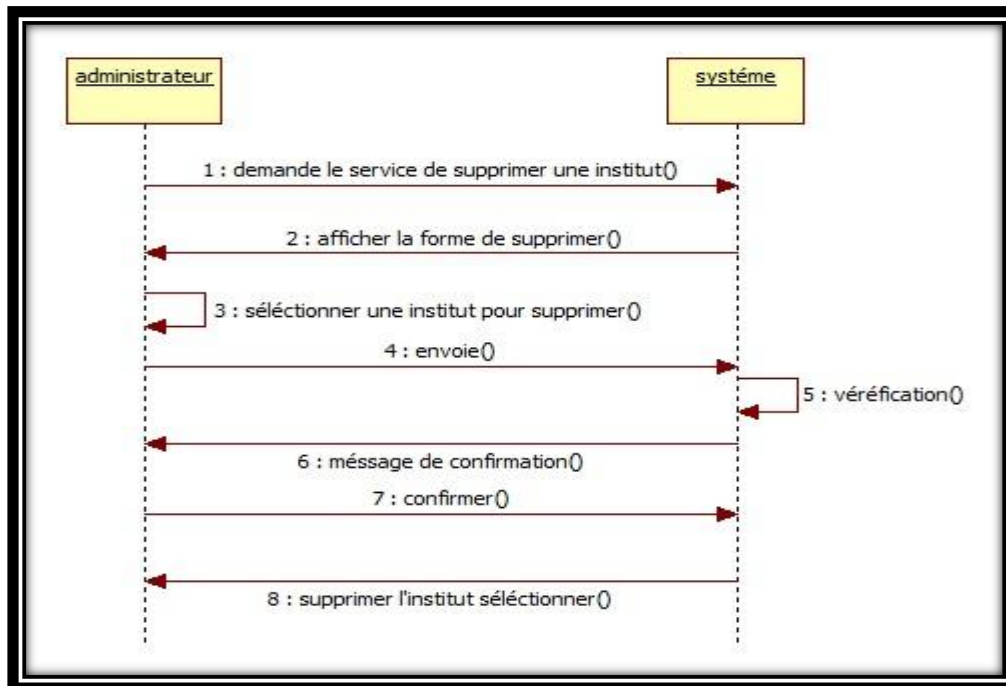 administrateur
systéme
1 : demande le service de supprimer une institut()
2 : afficher la forme de supprimer()
3 : séléctionner une institut pour supprimer()
4 : envoie()
5 : véréfication()
6 : méssage de confirmation()
7 : confirmer()
8 : supprimer l'institut séléctionner()